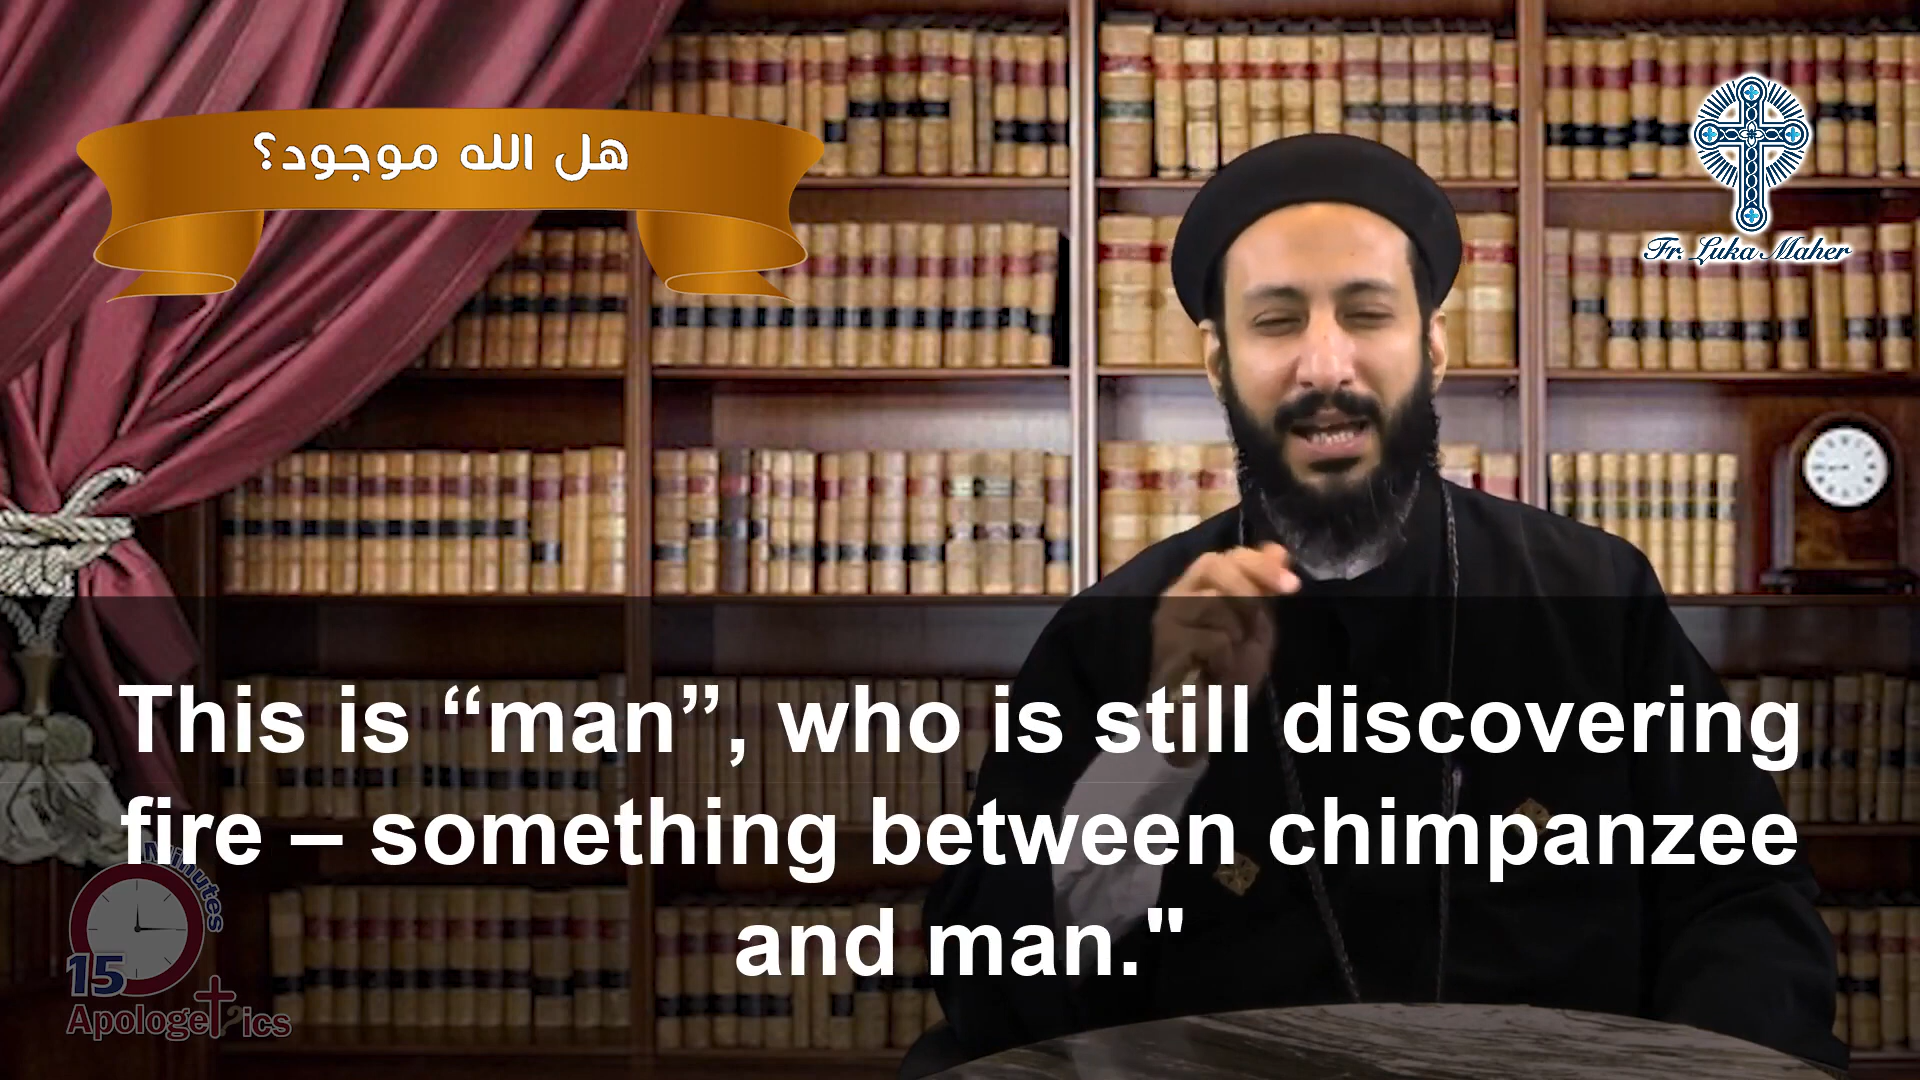 هل الله موجود؟
Fr. Luka Maher
This is “man”, who is still discovering
fire – something between chimpanzee
and man."
Minutes
15
Apologetics